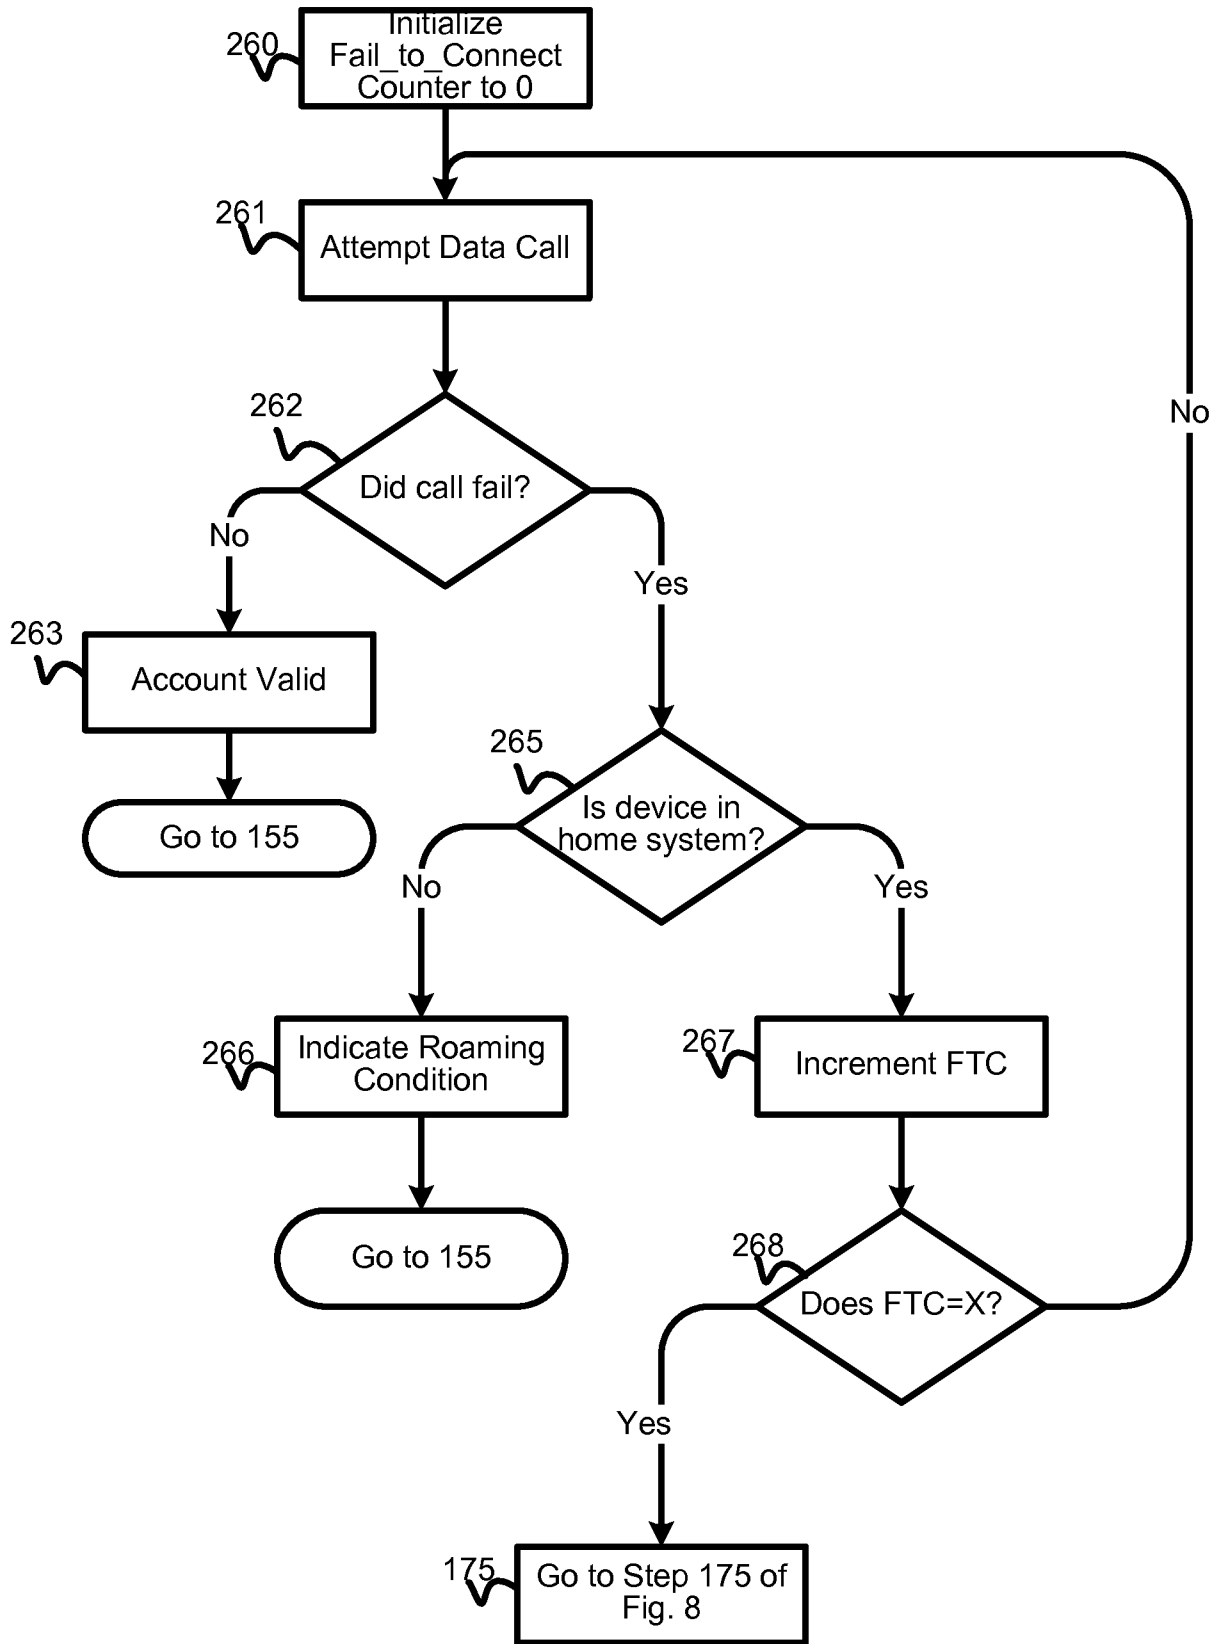 Initialize
Fail_to_Connect
Counter to 0
260
261
Attempt Data Call
262
Did call fail?
No
Yes
No
263
Account Valid
Go to 155
265
Is device in
home system?
No
Yes
266
Indicate Roaming
Condition
267
Increment FTC
Go to 155
268
Does FTC=X?
Yes
175
Go to Step 175 of
Fig. 8